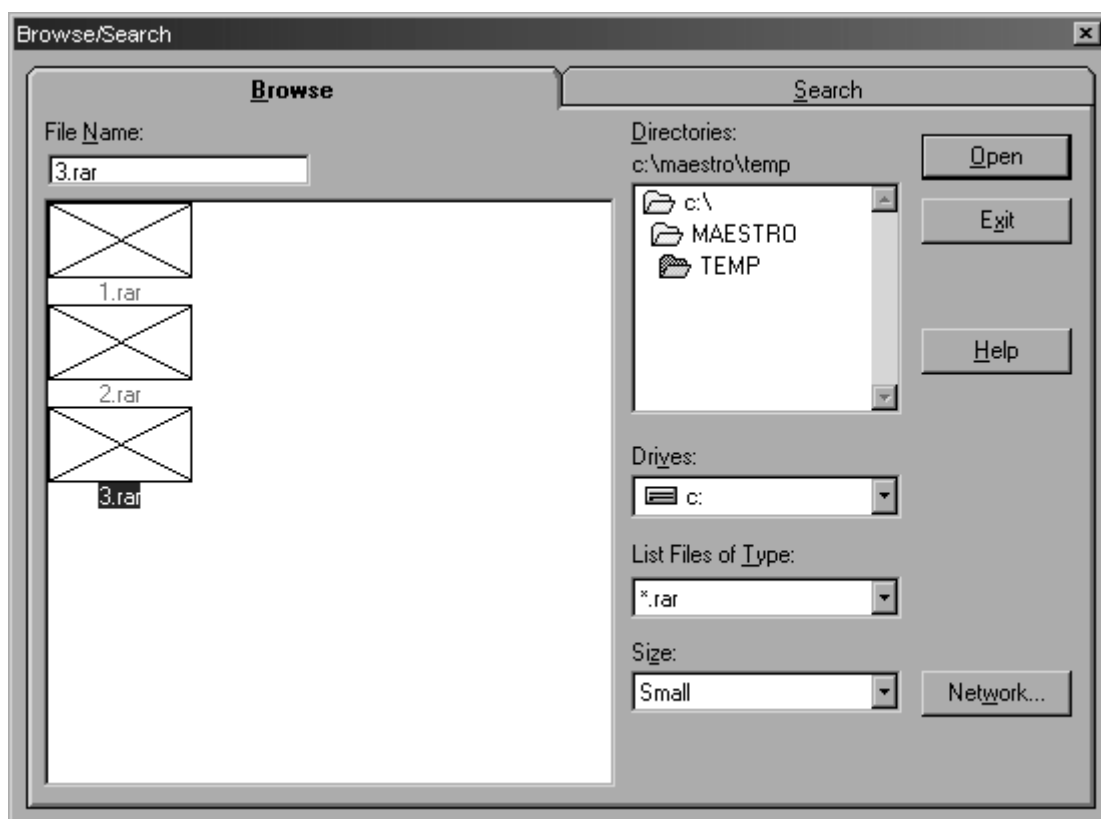 Browse/Search
Browse
Search
File Name:
3.rar
1.rar
2.rar
3.rar
Directories:
c:\maestro\temp
c:\
MAESTRO
TEMP
Drives:
c:
List Files of Type:
*.rar
Size:
Small
Open
Exit
Help
Network...